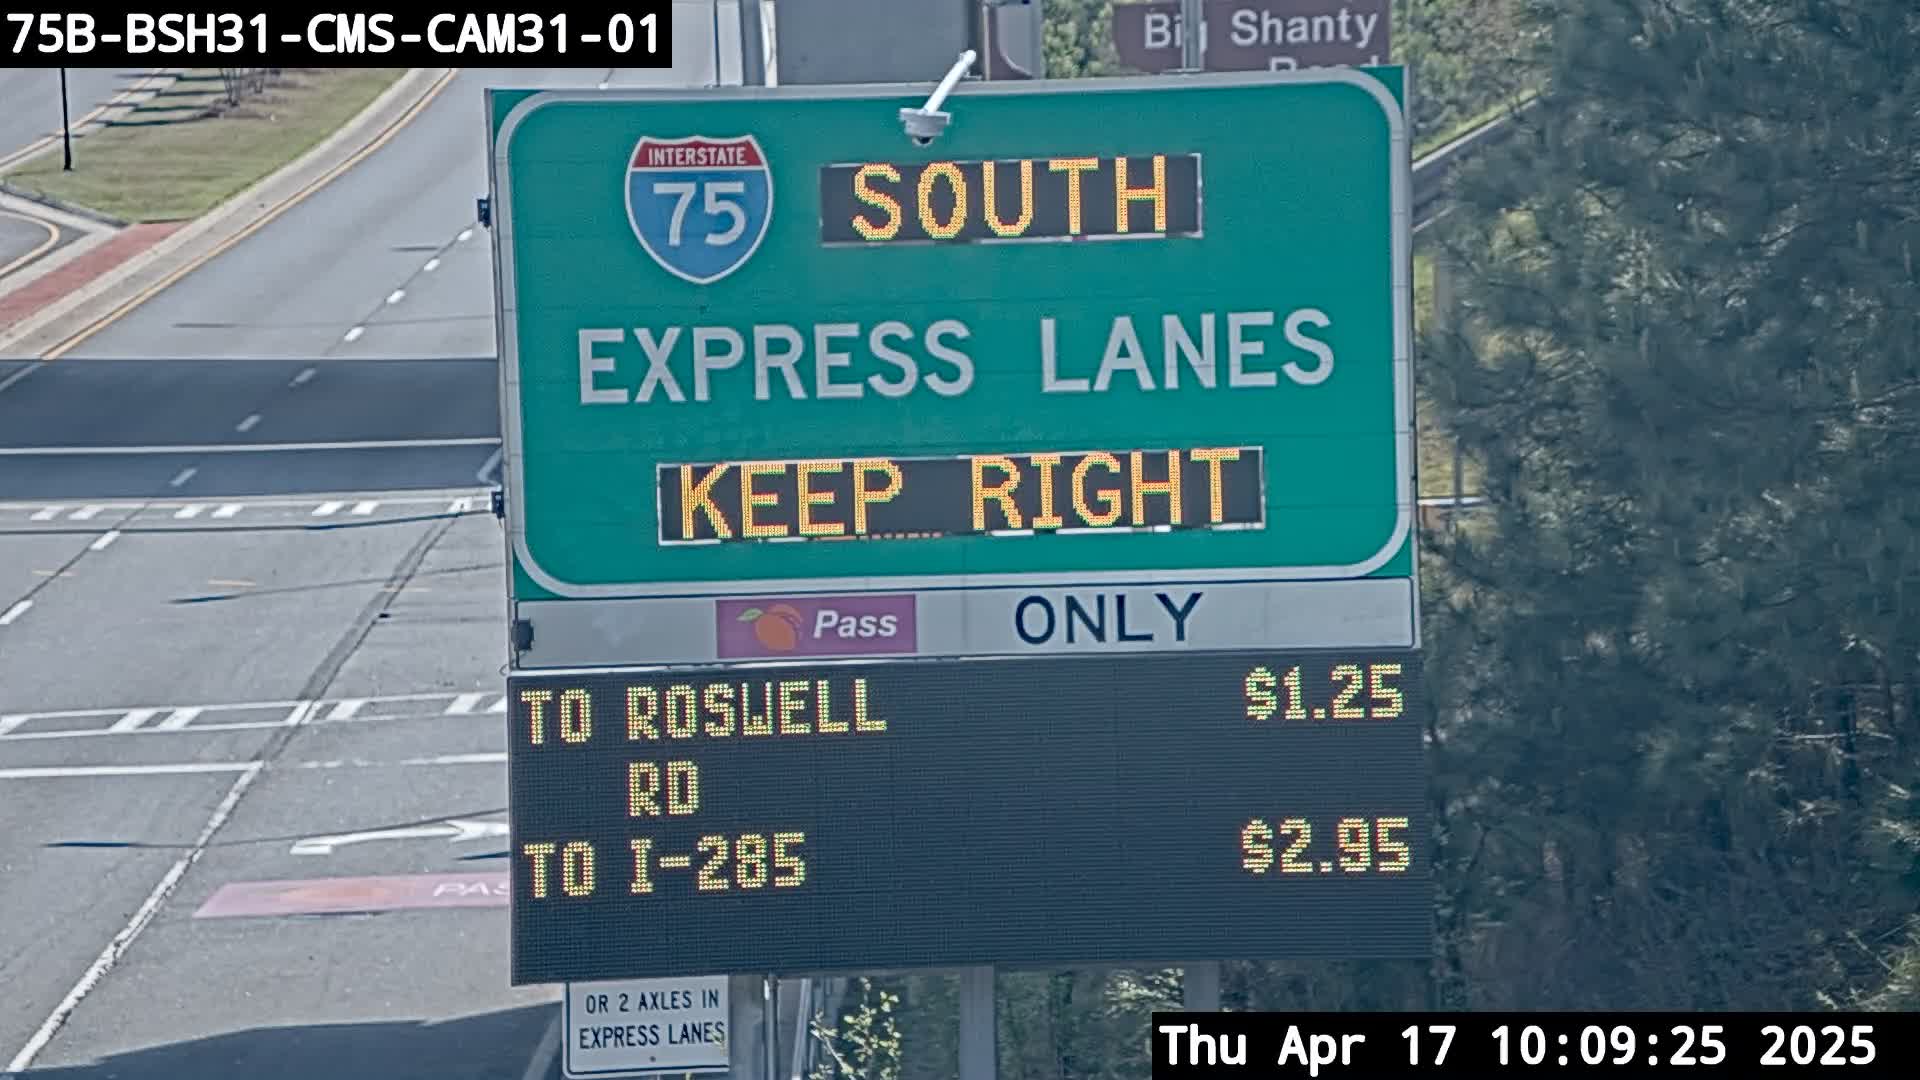 75B-BSH31-CMS-CAM31-01
Big Shanty
Road
INTERSTATE
75
SOUTH
EXPRESS LANES
KEEP RIGHT
Pass
ONLY
TO ROSWELL $1.25
RD
TO I-285 $2.95
OR 2 AXLES IN
EXPRESS LANES
Thu Apr 17 10:09:25 2025